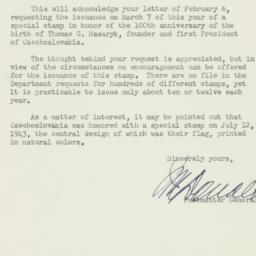 This will acknowledge your letter of February 6,
requesting the issuance on March 7 of this year of a
special stamp in honor of the 100th anniversary of the
birth of Thomas G. Masaryk, founder and first President
of Czechoslovakia.
The thought behind your request is appreciated, but in
view of the circumstances no encouragement can be offered
for the issuance of this stamp. There are on file in the
Department requests for hundreds of different stamps, yet
it is practicable to issue only about ten or twelve each
year.
As a matter of interest, it may be pointed out that
Czechoslovakia was honored with a special stamp on July 12,
1943, the central design of which was their flag, printed
in natural colors.
Sincerely yours,
Postmaster General